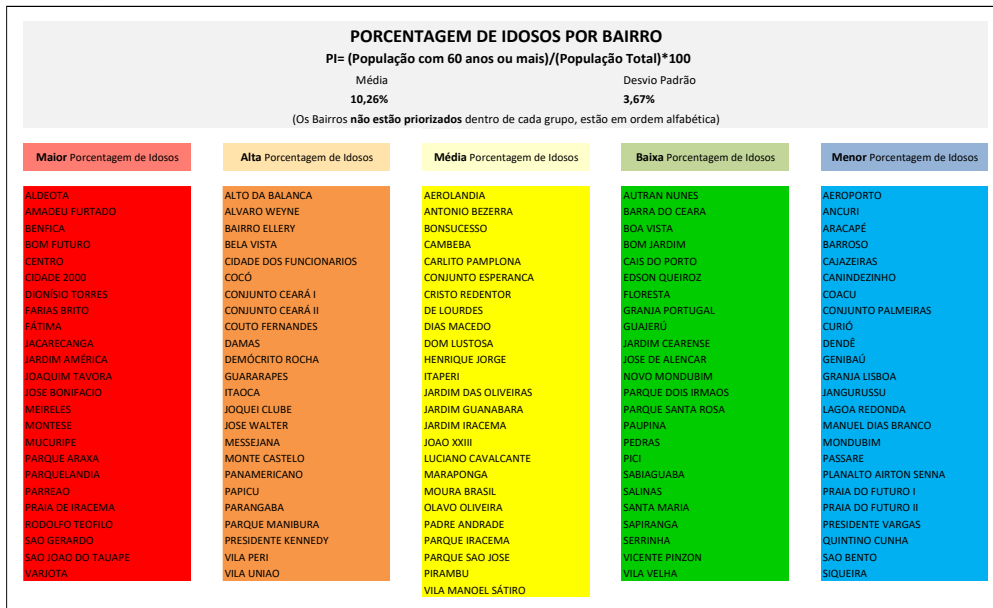 PORCENTAGEM DE IDOSOS POR BAIRRO
PI= (População com 60 anos ou mais)/(População Total)*100
Média
Desvio Padrão
10,26%
3,67%
(Os Bairros não estão priorizados dentro de cada grupo, estão em ordem alfabética)
Maior Porcentagem de Idosos
ALDEOTA
AMADEU FURTADO
BENFICA
BOM FUTURO
CENTRO
CIDADE 2000
DIONÍSIO TORRES
FARIAS BRITO
FÁTIMA
JACARECANGA
JARDIM AMÉRICA
JOAQUIM TAVORA
JOSE BONIFACIO
MEIRELES
MONTESE
MUCURIPE
PARQUE ARAXA
PARQUELANDIA
PARREAO
PRAIA DE IRACEMA
RODOLFO TEOFILO
SAO GERARDO
SAO JOAO DO TAUAPE
VARJOTA
Alta Porcentagem de Idosos
ALTO DA BALANCA
ALVARO WEYNE
BAIRRO ELLERY
BELA VISTA
CIDADE DOS FUNCIONARIOS
COCÓ
CONJUNTO CEARÁ I
CONJUNTO CEARÁ II
COUTO FERNANDES
DAMAS
DEMÓCRITO ROCHA
GUARARAPES
ITAOCA
JOQUEI CLUBE
JOSE WALTER
MESSEJANA
MONTE CASTELO
PANAMERICANO
PAPICU
PARANGABA
PARQUE MANIBURA
PRESIDENTE KENNEDY
VILA PERI
VILA UNIAO
Média Porcentagem de Idosos
AEROLANDIA
ANTONIO BEZERRA
BONSUCESSO
CAMBEBA
CARLITO PAMPLONA
CONJUNTO ESPERANCA
CRISTO REDENTOR
DE LOURDES
DIAS MACEDO
DOM LUSTOSA
HENRIQUE JORGE
ITAPERI
JARDIM DAS OLIVEIRAS
JARDIM GUANABARA
JARDIM IRACEMA
JOAO XXIII
LUCIANO CAVALCANTE
MARAPONGA
MOURA BRASIL
OLAVO OLIVEIRA
PADRE ANDRADE
PARQUE IRACEMA
PARQUE SAO JOSE
PIRAMBU
VILA MANOEL SÁTIRO
Baixa Porcentagem de Idosos
AUTRAN NUNES
BARRA DO CEARA
BOA VISTA
BOM JARDIM
CAIS DO PORTO
EDSON QUEIROZ
FLORESTA
GRANJA PORTUGAL
GUAJERÚ
JARDIM CEARENSE
JOSE DE ALENCAR
NOVO MONDUBIM
PARQUE DOIS IRMAOS
PARQUE SANTA ROSA
PAUPINA
PEDRAS
PICI
SABIAGUABA
SALINAS
SANTA MARIA
SAPIRANGA
SERRINHA
VICENTE PINZON
VILA VELHA
Menor Porcentagem de Idosos
AEROPORTO
ANCURI
ARACAPÉ
BARROSO
CAJAZEIRAS
CANINDEZINHO
COACU
CONJUNTO PALMEIRAS
CURIÓ
DENDÊ
GENIBAÚ
GRANJA LISBOA
JANGURUSSU
LAGOA REDONDA
MANUEL DIAS BRANCO
MONDUBIM
PASSARE
PLANALTO AIRTON SENNA
PRAIA DO FUTURO I
PRAIA DO FUTURO II
PRESIDENTE VARGAS
QUINTINO CUNHA
SAO BENTO
SIQUEIRA